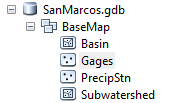 SanMarcos.gdb
BaseMap
Basin
Gages
PrecipStn
Subwatershed